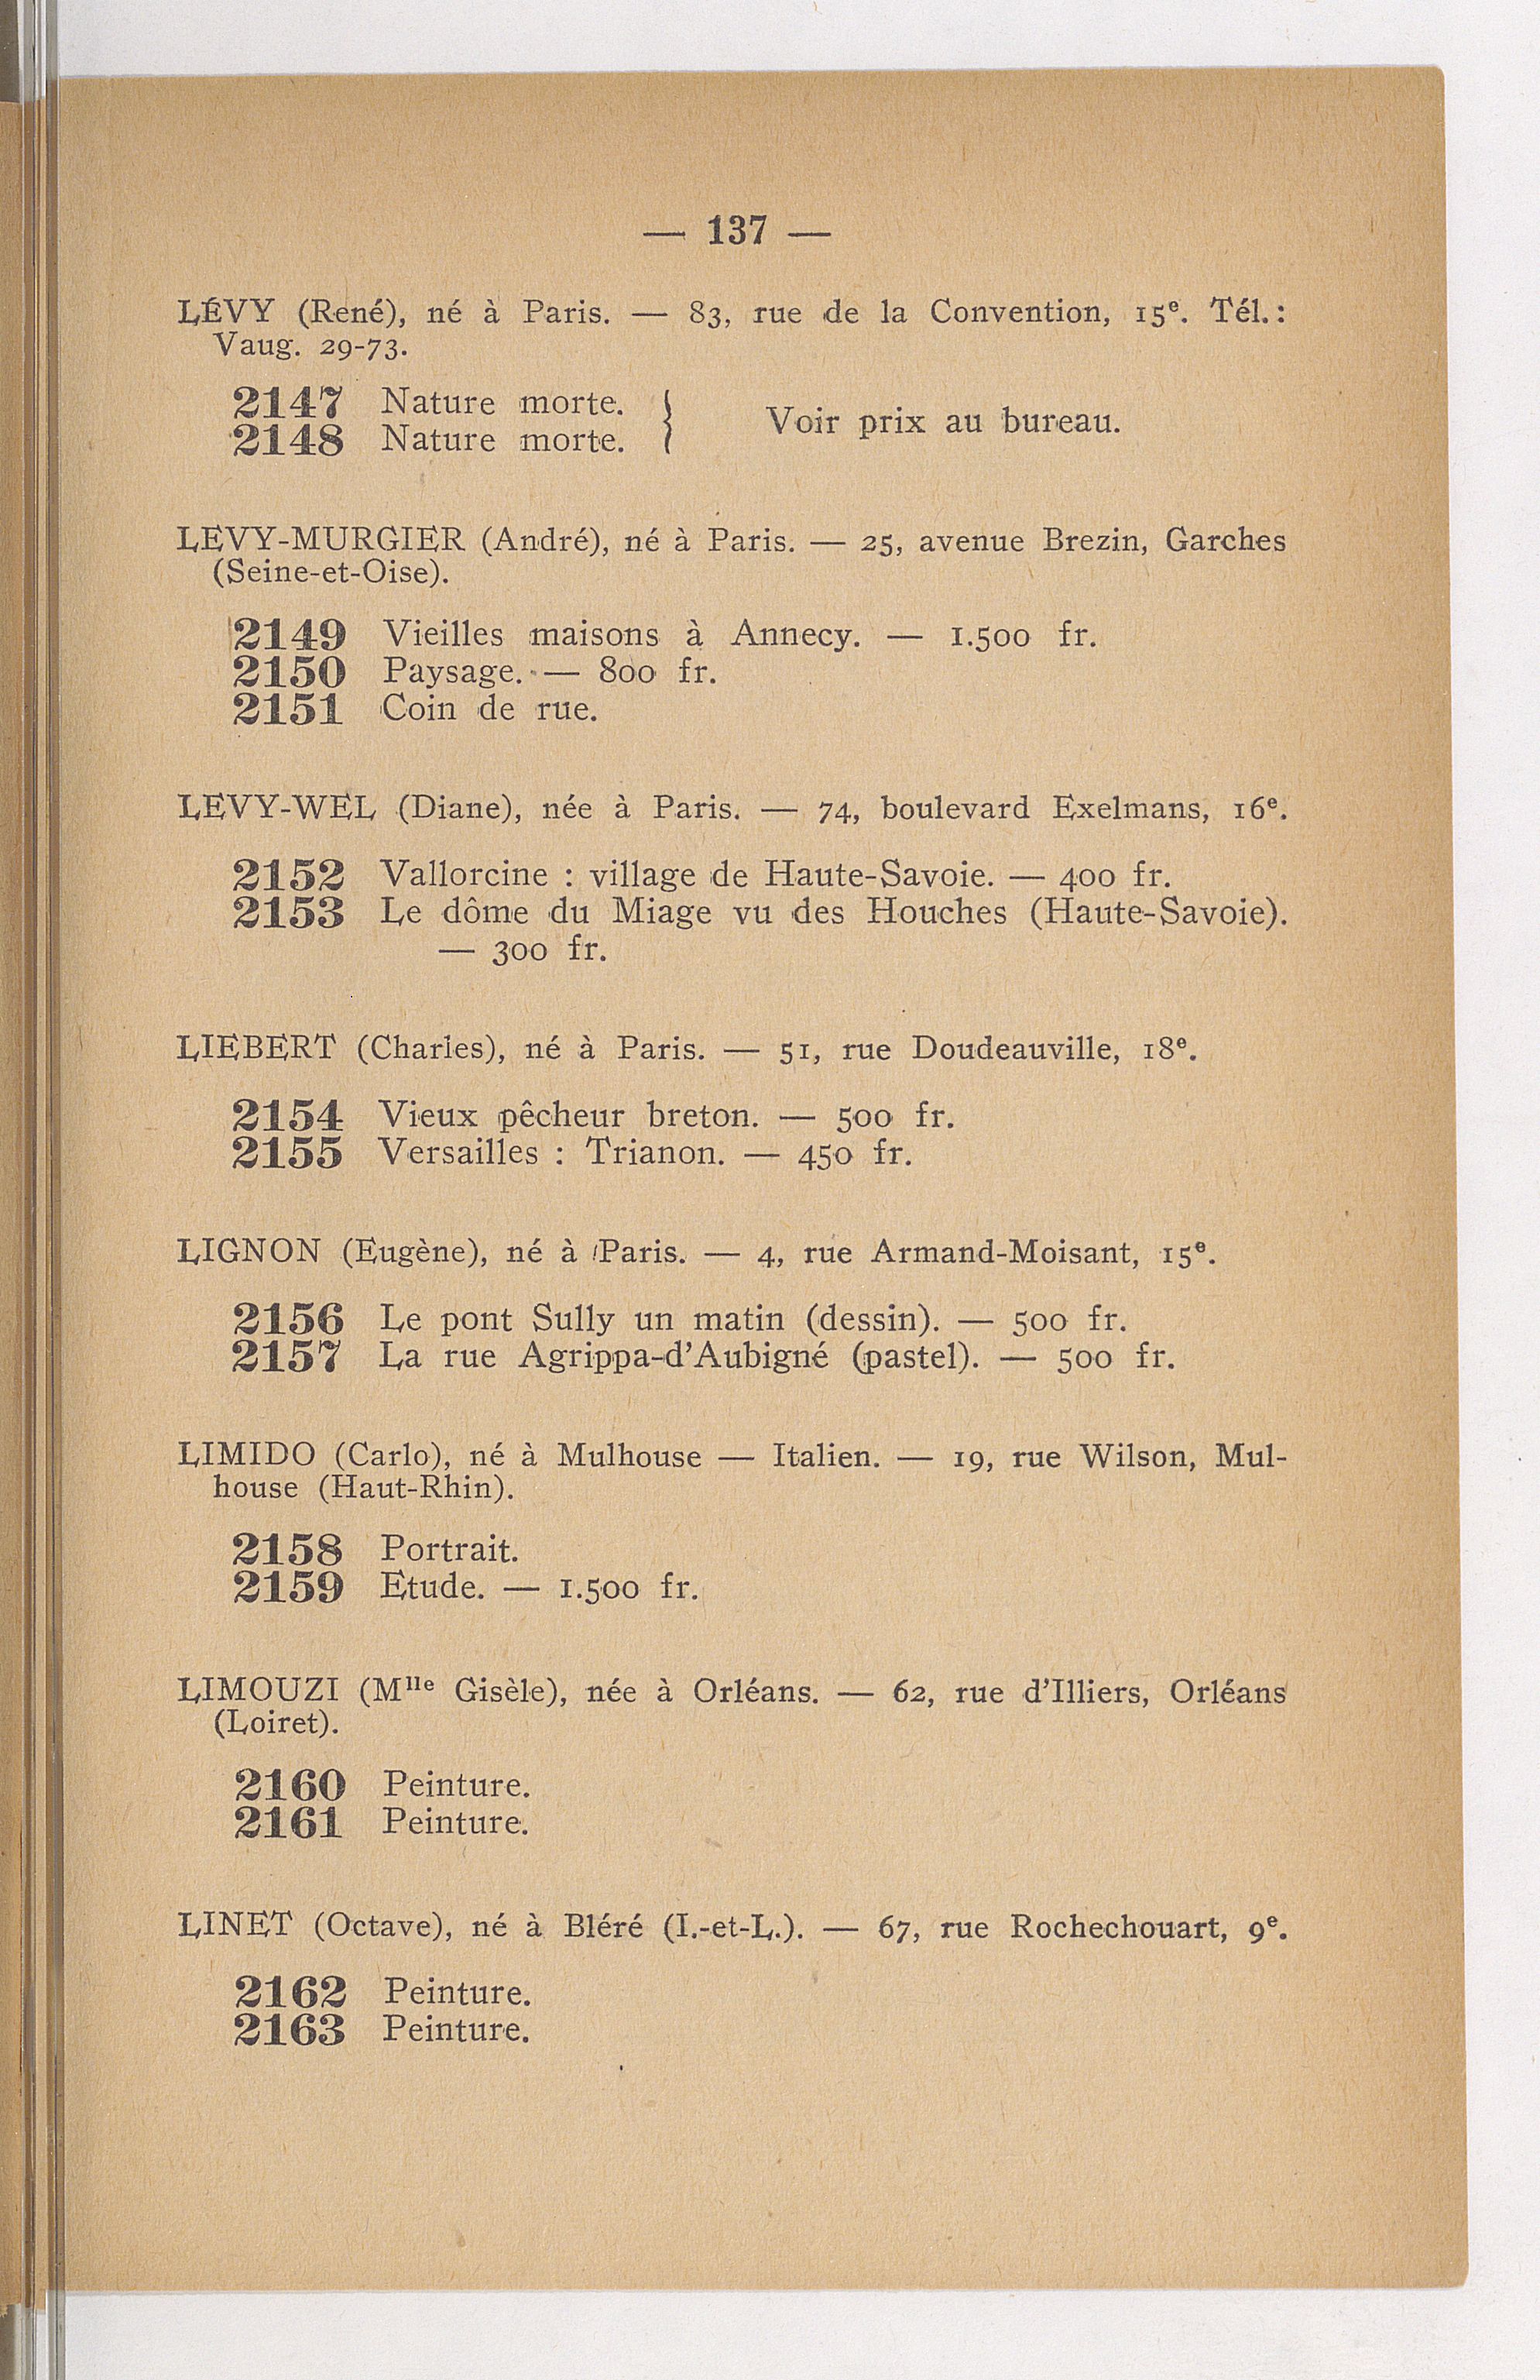 — 137 —
LÉVY (René), né à Paris. — 83, rue de la Convention, 15e. Tél.:
Vaug. 29-73.
2147 Nature morte. } Voir prix au bureau.
2148 Nature morte.
LEVY-MURGIER (André), né à Paris. — 25, avenue Brezin, Garches
(Seine-et-Oise).
2149 Vieilles maisons à Annecy. — 1.500 fr.
2150 Paysage. — 800 fr.
2151 Coin de rue.
LEVY-WEL (Diane), née à Paris. — 74, boulevard Exelmans, 16e.
2152 Vallorcine : village de Haute-Savoie. — 400 fr.
2153 Le dôme du Miage vu des Houches (Haute-Savoie).
— 300 fr.
LIEBERT (Charles), né à Paris. — 51, rue Doudeauville, 18e.
2154 Vieux pêcheur breton. — 500 fr.
2155 Versailles : Trianon. — 450 fr.
LIGNON (Eugène), né à Paris. — 4, rue Armand-Moisant, 15e.
2156 Le pont Sully un matin (dessin). — 500 fr.
2157 La rue Agrippa-d'Aubigné (pastel). — 500 fr.
LIMIDO (Carlo), né à Mulhouse — Italien. — 19, rue Wilson, Mul-
house (Haut-Rhin).
2158 Portrait.
2159 Etude. — 1.500 fr.
LIMOUZI (Mlle Gisèle), née à Orléans. — 62, rue d'Illiers, Orléans
(Loiret).
2160 Peinture.
2161 Peinture.
LINET (Octave), né à Bléré (I.-et-L.). — 67, rue Rochechouart, 9e.
2162 Peinture.
2163 Peinture.